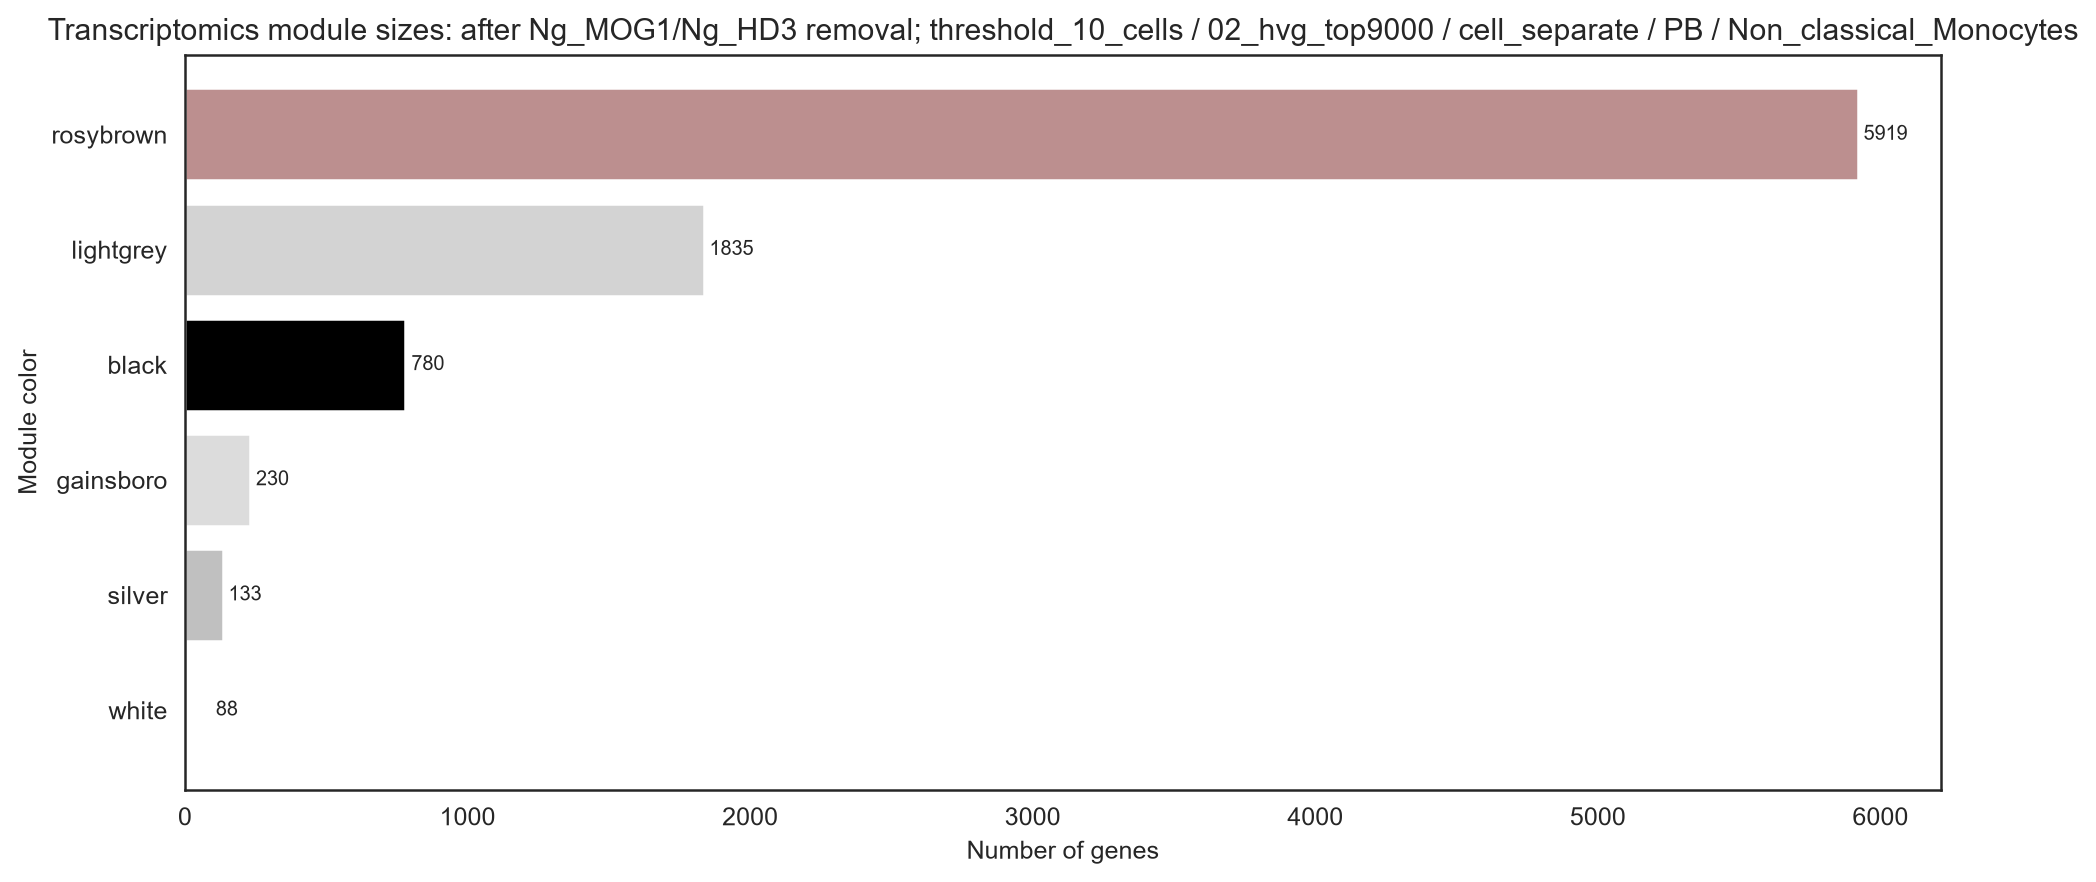 Transcriptomics module sizes: after Ng_MOG1/Ng_HD3 removal; threshold_10_cells / 02_hvg_top9000 / cell_separate / PB / Non_classical_Monocytes
rosybrown
5919
lightgrey
1835
black
780
gainsboro
230
silver
133
white
88
Module color
0 1000 2000 3000 4000 5000 6000
Number of genes